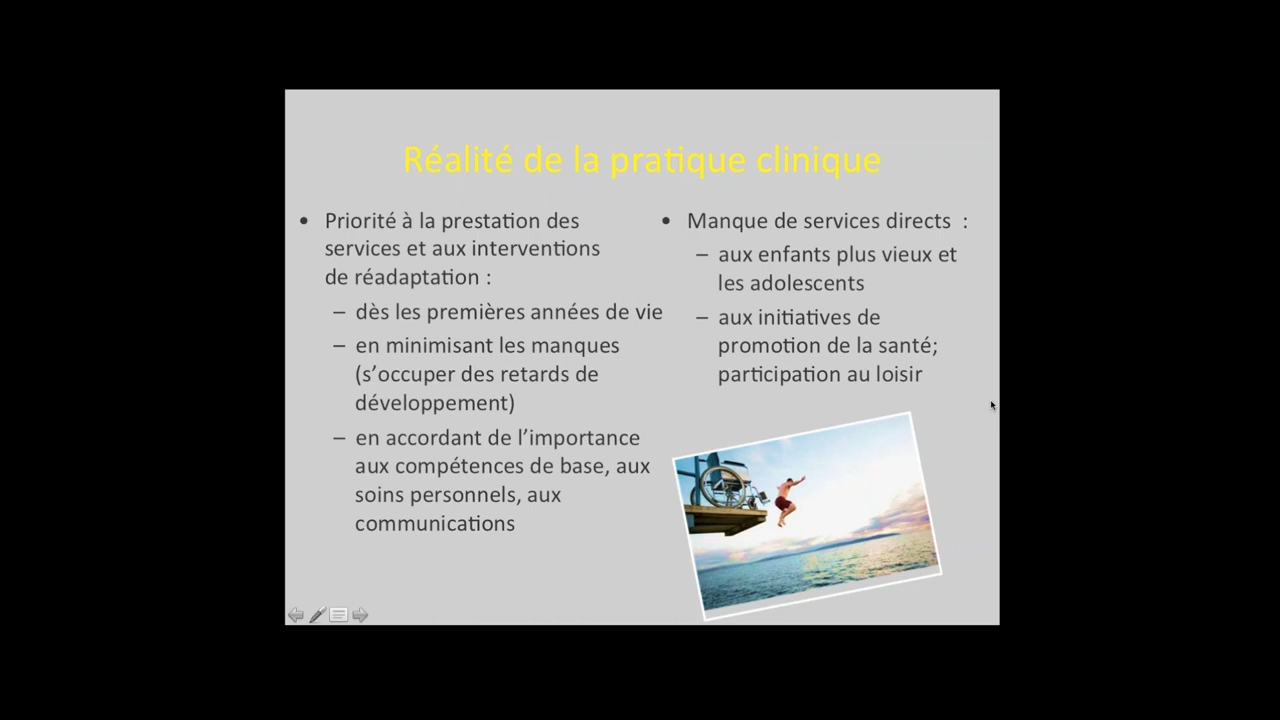 Réalité de la pratique clinique
• Priorité à la prestation des
services et aux interventions
de réadaptation :
– dès les premières années de vie
– en minimisant les manques
(s’occuper des retards de
développement)
– en accordant de l’importance
aux compétences de base, aux
soins personnels, aux
communications
• Manque de services directs :
– aux enfants plus vieux et
les adolescents
– aux initiatives de
promotion de la santé;
participation au loisir